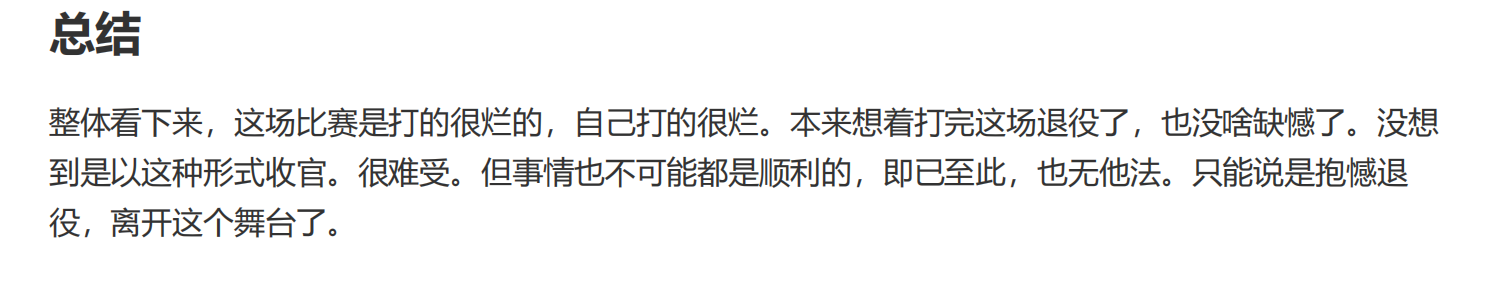 总结
整体看下来，这场比赛是打的很烂的，自己打的很烂。本来想着打完这场退役了，也没啥缺憾了。没想
到是以这种形式收官。很难受。但事情也不可能都是顺利的，即已至此，也无他法。只能说是抱憾退
役，离开这个舞台了。